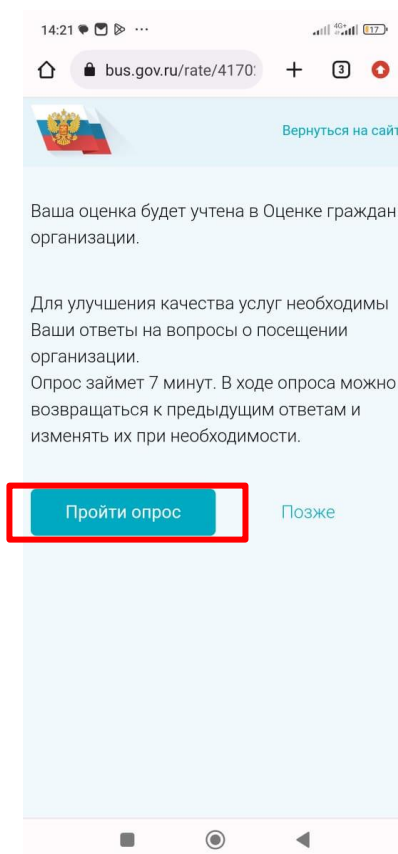 14:21
4G+
17
bus.gov.ru/rate/4170
3
Вернуться на сайт
Ваша оценка будет учтена в Оценке граждан
организации.
Для улучшения качества услуг необходимы
Ваши ответы на вопросы о посещении
организации.
Опрос займет 7 минут. В ходе опроса можно
возвращаться к предыдущим ответам и
изменять их при необходимости.
Пройти опрос
Позже